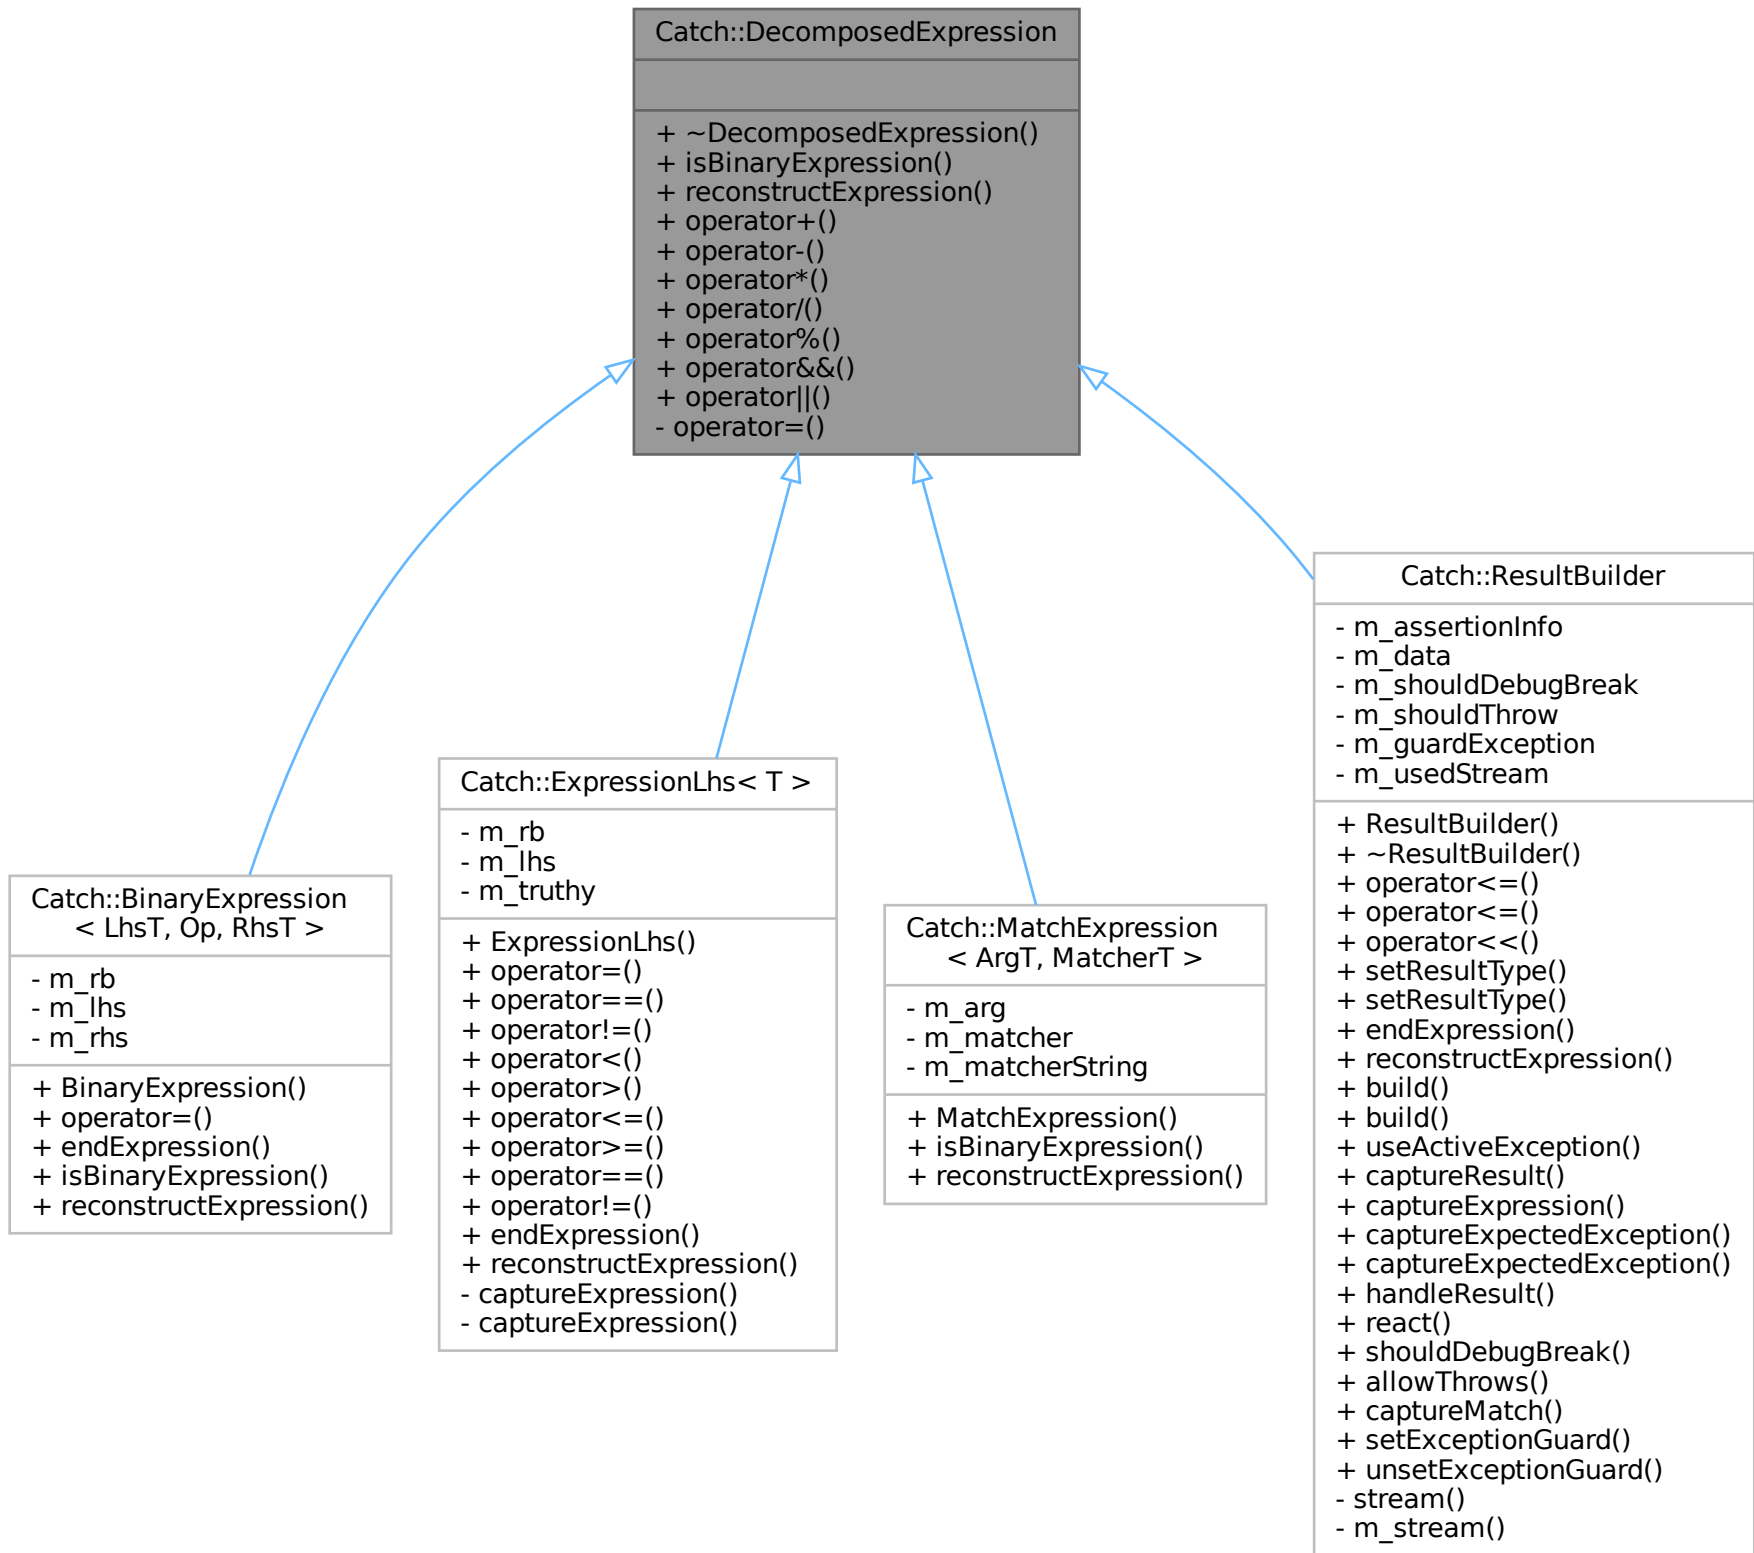 Catch::DecomposedExpression
+ ~DecomposedExpression()
+ isBinaryExpression()
+ reconstructExpression()
+ operator+()
+ operator-()
+ operator*()
+ operator/()
+ operator%()
+ operator&&()
+ operator||()
- operator=()
Catch::BinaryExpression
< LhsT, Op, RhsT >
- m_rb
- m_lhs
- m_rhs
+ BinaryExpression()
+ operator=()
+ endExpression()
+ isBinaryExpression()
+ reconstructExpression()
Catch::ExpressionLhs< T >
- m_rb
- m_lhs
- m_truthy
+ ExpressionLhs()
+ operator=()
+ operator==()
+ operator!=()
+ operator<()
+ operator>()
+ operator<=()
+ operator>=()
+ operator==()
+ operator!=()
+ endExpression()
+ reconstructExpression()
- captureExpression()
- captureExpression()
Catch::MatchExpression
< ArgT, MatcherT >
- m_arg
- m_matcher
- m_matcherString
+ MatchExpression()
+ isBinaryExpression()
+ reconstructExpression()
Catch::ResultBuilder
- m_assertionInfo
- m_data
- m_shouldDebugBreak
- m_shouldThrow
- m_guardException
- m_usedStream
+ ResultBuilder()
+ ~ResultBuilder()
+ operator<=()
+ operator<=()
+ operator<<()
+ setResultType()
+ setResultType()
+ endExpression()
+ reconstructExpression()
+ build()
+ build()
+ useActiveException()
+ captureResult()
+ captureExpression()
+ captureExpectedException()
+ captureExpectedException()
+ handleResult()
+ react()
+ shouldDebugBreak()
+ allowThrows()
+ captureMatch()
+ setExceptionGuard()
+ unsetExceptionGuard()
- stream()
- m_stream()